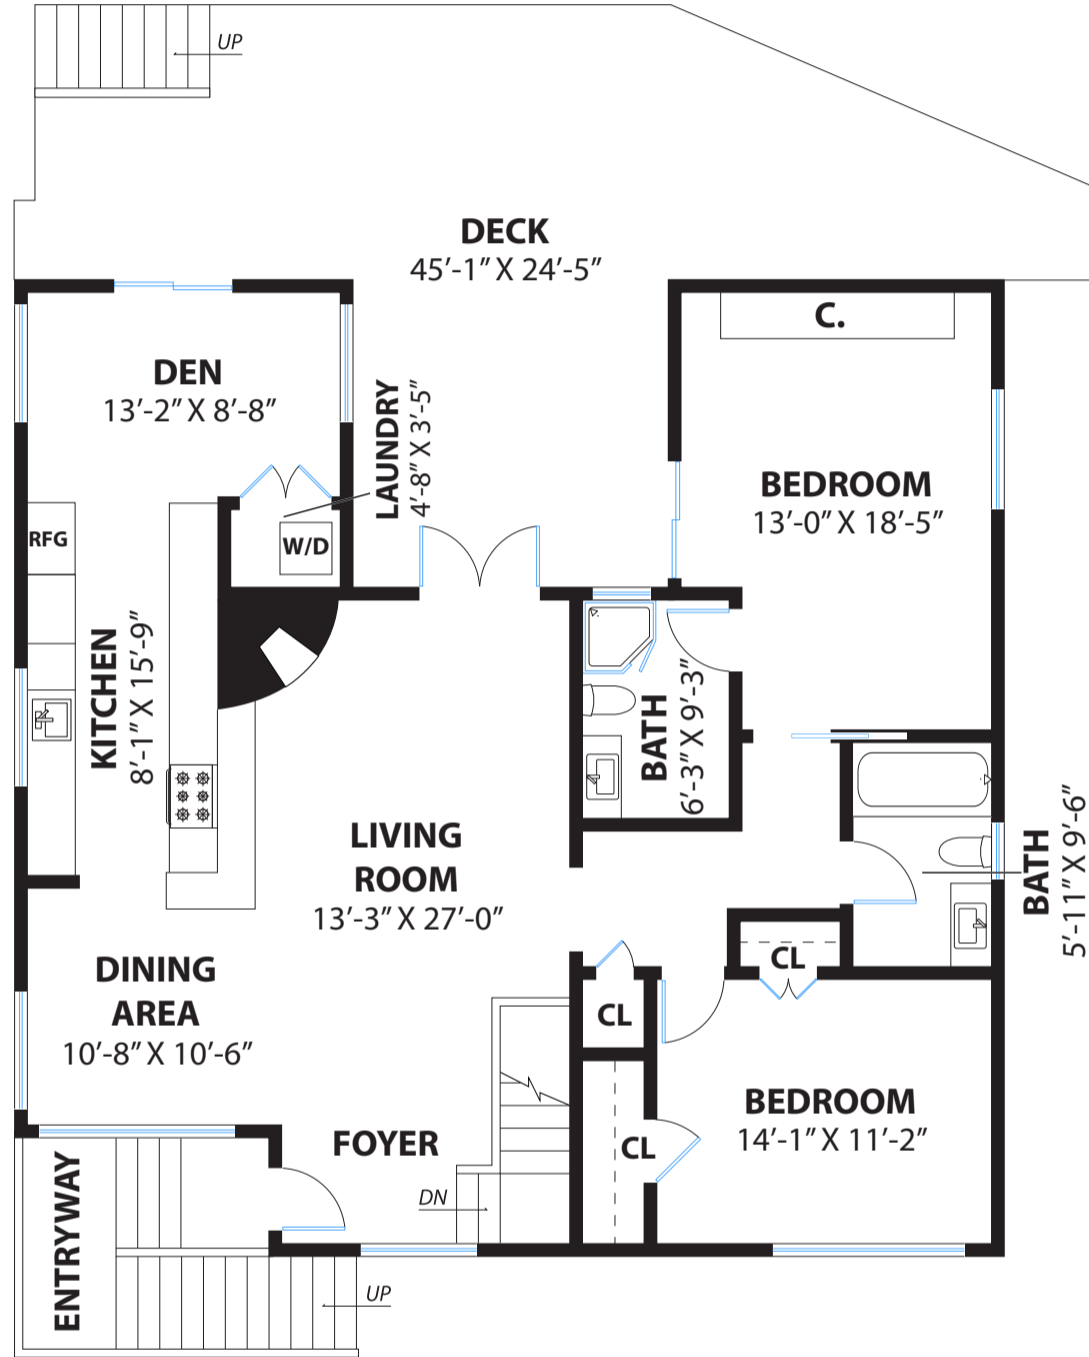 UP
DECK
45’-1” X 24’-5”
C.
DEN
13’-2” X 8’-8”
LAUNDRY
4’-8” X 3’-5”
BEDROOM
13’-0” X 18’-5”
RFG
W/D
KITCHEN
8’-1” X 15’-9”
BATH
6’-3” X 9’-3”
LIVING
ROOM
13’-3” X 27’-0”
BATH
5’-11” X 9’-6”
DINING
AREA
10’-8” X 10’-6”
CL
CL
BEDROOM
14’-1” X 11’-2”
FOYER
CL
DN
ENTRYWAY
UP